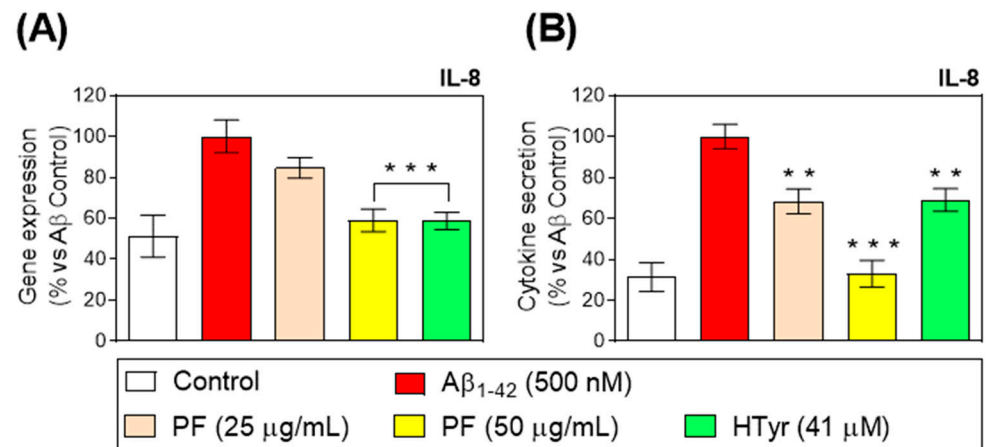 (A)
IL-8
Gene expression
(% vs Aβ Control)
120
100
80
60
40
20
0
* * *
(B)
IL-8
Cytokine secretion
(% vs Aβ Control)
120
100
80
60
40
20
0
* *
* * *
* *
Control
Aβ1-42 (500 nM)
PF (25 μg/mL)
PF (50 μg/mL)
HTyr (41 μM)